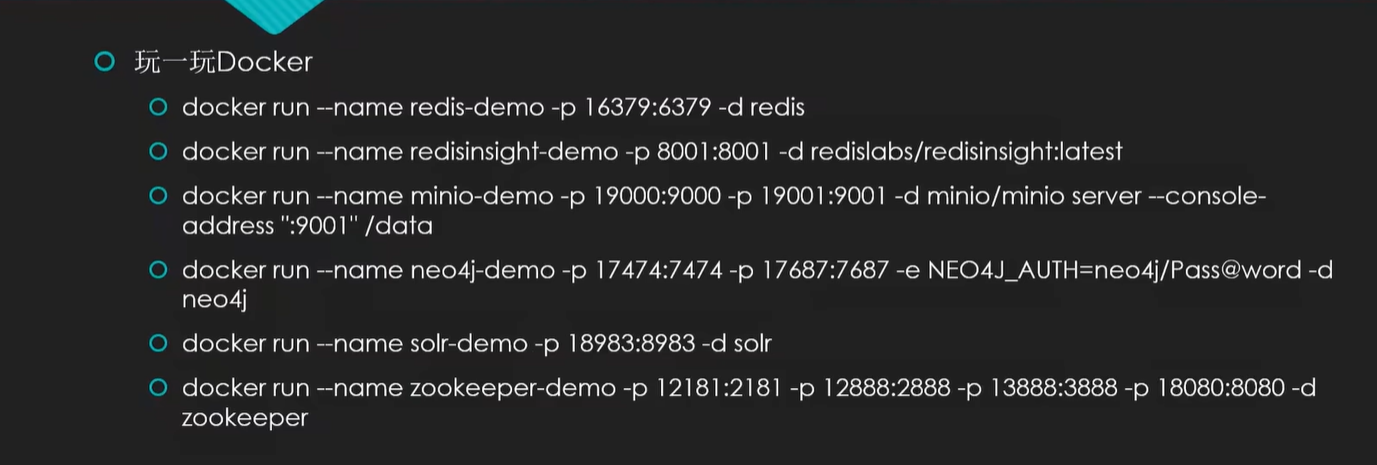 玩一玩Docker
docker run --name redis-demo -p 16379:6379 -d redis
docker run --name redisinsight-demo -p 8001:8001 -d redislabs/redisinsight:latest
docker run --name minio-demo -p 19000:9000 -p 19001:9001 -d minio/minio server --console-
address ":9001" /data
docker run --name neo4j-demo -p 17474:7474 -p 17687:7687 -e NEO4J_AUTH=neo4j/Pass@word -d
neo4j
docker run --name solr-demo -p 18983:8983 -d solr
docker run --name zookeeper-demo -p 12181:2181 -p 12888:2888 -p 13888:3888 -p 18080:8080 -d
zookeeper